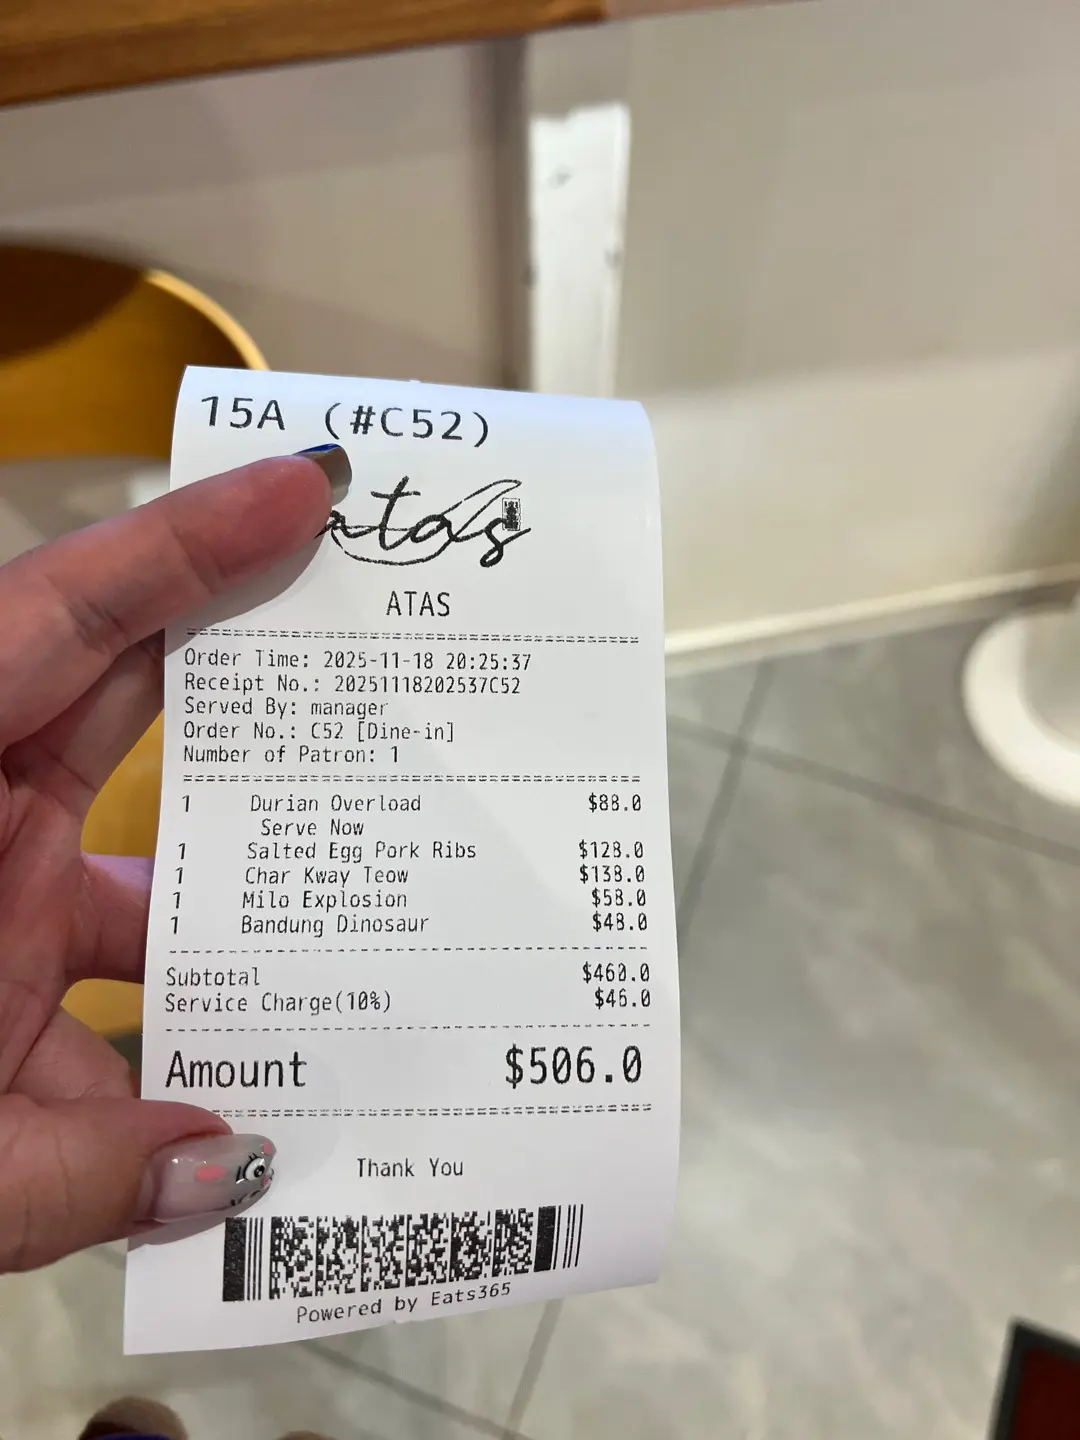 15A (#C52)
atas
ATAS
Order Time: 2025-11-18 20:25:37
Receipt No.: 20251118202537C52
Served By: manager
Order No.: C52 [Dine-in]
Number of Patron: 1
1 Durian Overload $88.0
Serve Now
1 Salted Egg Pork Ribs $128.0
1 Char Kway Teow $138.0
1 Milo Explosion $58.0
1 Bandung Dinosaur $48.0
Subtotal $460.0
Service Charge(10%) $46.0
Amount $506.0
Thank You
Powered by Eats365